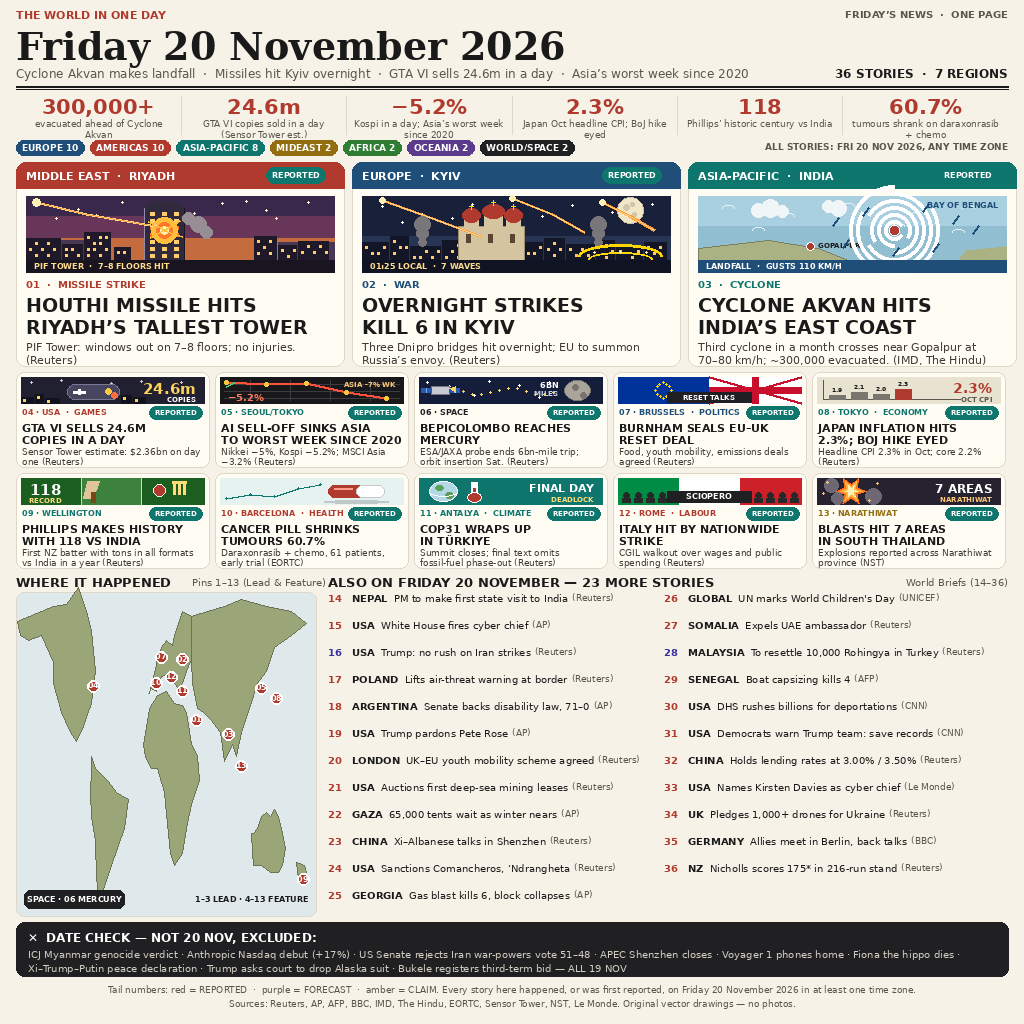 THE WORLD IN ONE DAY
FRIDAY'S NEWS · ONE PAGE
Friday 20 November 2026
Cyclone Akvan makes landfall · Missiles hit Kyiv overnight · GTA VI sells 24.6m in a day · Asia's worst week since 2020
36 STORIES · 7 REGIONS
300,000+
evacuated ahead of Cyclone
Akvan
24.6m
GTA VI copies sold in a day
(Sensor Tower est.)
−5.2%
Kospi in a day; Asia's worst week
since 2020
2.3%
Japan Oct headline CPI; BoJ hike
eyed
118
Phillips' historic century vs India
60.7%
tumours shrank on daraxonrasib
+ chemo
EUROPE 10
AMERICAS 10
ASIA-PACIFIC 8
MIDEAST 2
AFRICA 2
OCEANIA 2
WORLD/SPACE 2
ALL STORIES: FRI 20 NOV 2026, ANY TIME ZONE
MIDDLE EAST · RIYADH
REPORTED
PIF TOWER · 7–8 FLOORS HIT
01 · MISSILE STRIKE
HOUTHI MISSILE HITS
RIYADH'S TALLEST TOWER
PIF Tower: windows out on 7–8 floors; no injuries.
(Reuters)
EUROPE · KYIV
REPORTED
01:25 LOCAL · 7 WAVES
02 · WAR
OVERNIGHT STRIKES
KILL 6 IN KYIV
Three Dnipro bridges hit overnight; EU to summon
Russia's envoy. (Reuters)
ASIA-PACIFIC · INDIA
REPORTED
BAY OF BENGAL
GOPALPUR
LANDFALL · GUSTS 110 KM/H
03 · CYCLONE
CYCLONE AKVAN HITS
INDIA'S EAST COAST
Third cyclone in a month crosses near Gopalpur at
70–80 km/h; ~300,000 evacuated. (IMD, The Hindu)
24.6m
COPIES
04 · USA · GAMES
REPORTED
GTA VI SELLS 24.6M
COPIES IN A DAY
Sensor Tower estimate: $2.36bn on day
one (Reuters)
ASIA -7% WK
−5.2%
05 · SEOUL/TOKYO
REPORTED
AI SELL-OFF SINKS ASIA
TO WORST WEEK SINCE 2020
Nikkei −5%, Kospi −5.2%; MSCI Asia
−3.2% (Reuters)
6BN
MILES
06 · SPACE
REPORTED
BEPICOLOMBO REACHES
MERCURY
ESA/JAXA probe ends 6bn-mile trip;
orbit insertion Sat. (Reuters)
RESET TALKS
07 · BRUSSELS · POLITICS
REPORTED
BURNHAM SEALS EU–UK
RESET DEAL
Food, youth mobility, emissions deals
agreed (Reuters)
1.9
2.1
2.0
2.3
2.3%
OCT CPI
08 · TOKYO · ECONOMY
REPORTED
JAPAN INFLATION HITS
2.3%; BOJ HIKE EYED
Headline CPI 2.3% in Oct; core 2.2%
(Reuters)
118
RECORD
09 · WELLINGTON
REPORTED
PHILLIPS MAKES HISTORY
WITH 118 VS INDIA
First NZ batter with tons in all formats
vs India in a year (Reuters)
10 · BARCELONA · HEALTH
REPORTED
CANCER PILL SHRINKS
TUMOURS 60.7%
Daraxonrasib + chemo, 61 patients,
early trial (EORTC)
FINAL DAY
DEADLOCK
11 · ANTALYA · CLIMATE
REPORTED
COP31 WRAPS UP
IN TÜRKIYE
Summit closes; final text omits
fossil-fuel phase-out (Reuters)
SCIOPERO
12 · ROME · LABOUR
REPORTED
ITALY HIT BY NATIONWIDE
STRIKE
CGIL walkout over wages and public
spending (Reuters)
7 AREAS
NARATHIWAT
13 · NARATHIWAT
REPORTED
BLASTS HIT 7 AREAS
IN SOUTH THAILAND
Explosions reported across Narathiwat
province (NST)
WHERE IT HAPPENED
Pins 1–13 (Lead & Feature)
07
02
10
12
11
04
05
08
01
03
13
09
SPACE · 06 MERCURY
1–3 LEAD · 4–13 FEATURE
ALSO ON FRIDAY 20 NOVEMBER — 23 MORE STORIES
World Briefs (14–36)
14 NEPAL PM to make first state visit to India (Reuters)
15 USA White House fires cyber chief (AP)
16 USA Trump: no rush on Iran strikes (Reuters)
17 POLAND Lifts air-threat warning at border (Reuters)
18 ARGENTINA Senate backs disability law, 71–0 (AP)
19 USA Trump pardons Pete Rose (AP)
20 LONDON UK–EU youth mobility scheme agreed (Reuters)
21 USA Auctions first deep-sea mining leases (Reuters)
22 GAZA 65,000 tents wait as winter nears (AP)
23 CHINA Xi–Albanese talks in Shenzhen (Reuters)
24 USA Sanctions Comancheros, 'Ndrangheta (Reuters)
25 GEORGIA Gas blast kills 6, block collapses (AP)
26 GLOBAL UN marks World Children's Day (UNICEF)
27 SOMALIA Expels UAE ambassador (Reuters)
28 MALAYSIA To resettle 10,000 Rohingya in Turkey (Reuters)
29 SENEGAL Boat capsizing kills 4 (AFP)
30 USA DHS rushes billions for deportations (CNN)
31 USA Democrats warn Trump team: save records (CNN)
32 CHINA Holds lending rates at 3.00% / 3.50% (Reuters)
33 USA Names Kirsten Davies as cyber chief (Le Monde)
34 UK Pledges 1,000+ drones for Ukraine (Reuters)
35 GERMANY Allies meet in Berlin, back talks (BBC)
36 NZ Nicholls scores 175* in 216-run stand (Reuters)
✕ DATE CHECK — NOT 20 NOV, EXCLUDED:
ICJ Myanmar genocide verdict · Anthropic Nasdaq debut (+17%) · US Senate rejects Iran war-powers vote 51–48 · APEC Shenzhen closes · Voyager 1 phones home · Fiona the hippo dies ·
Xi–Trump–Putin peace declaration · Trump asks court to drop Alaska suit · Bukele registers third-term bid — ALL 19 NOV
Tail numbers: red = REPORTED · purple = FORECAST · amber = CLAIM. Every story here happened, or was first reported, on Friday 20 November 2026 in at least one time zone.
Sources: Reuters, AP, AFP, BBC, IMD, The Hindu, EORTC, Sensor Tower, NST, Le Monde. Original vector drawings — no photos.